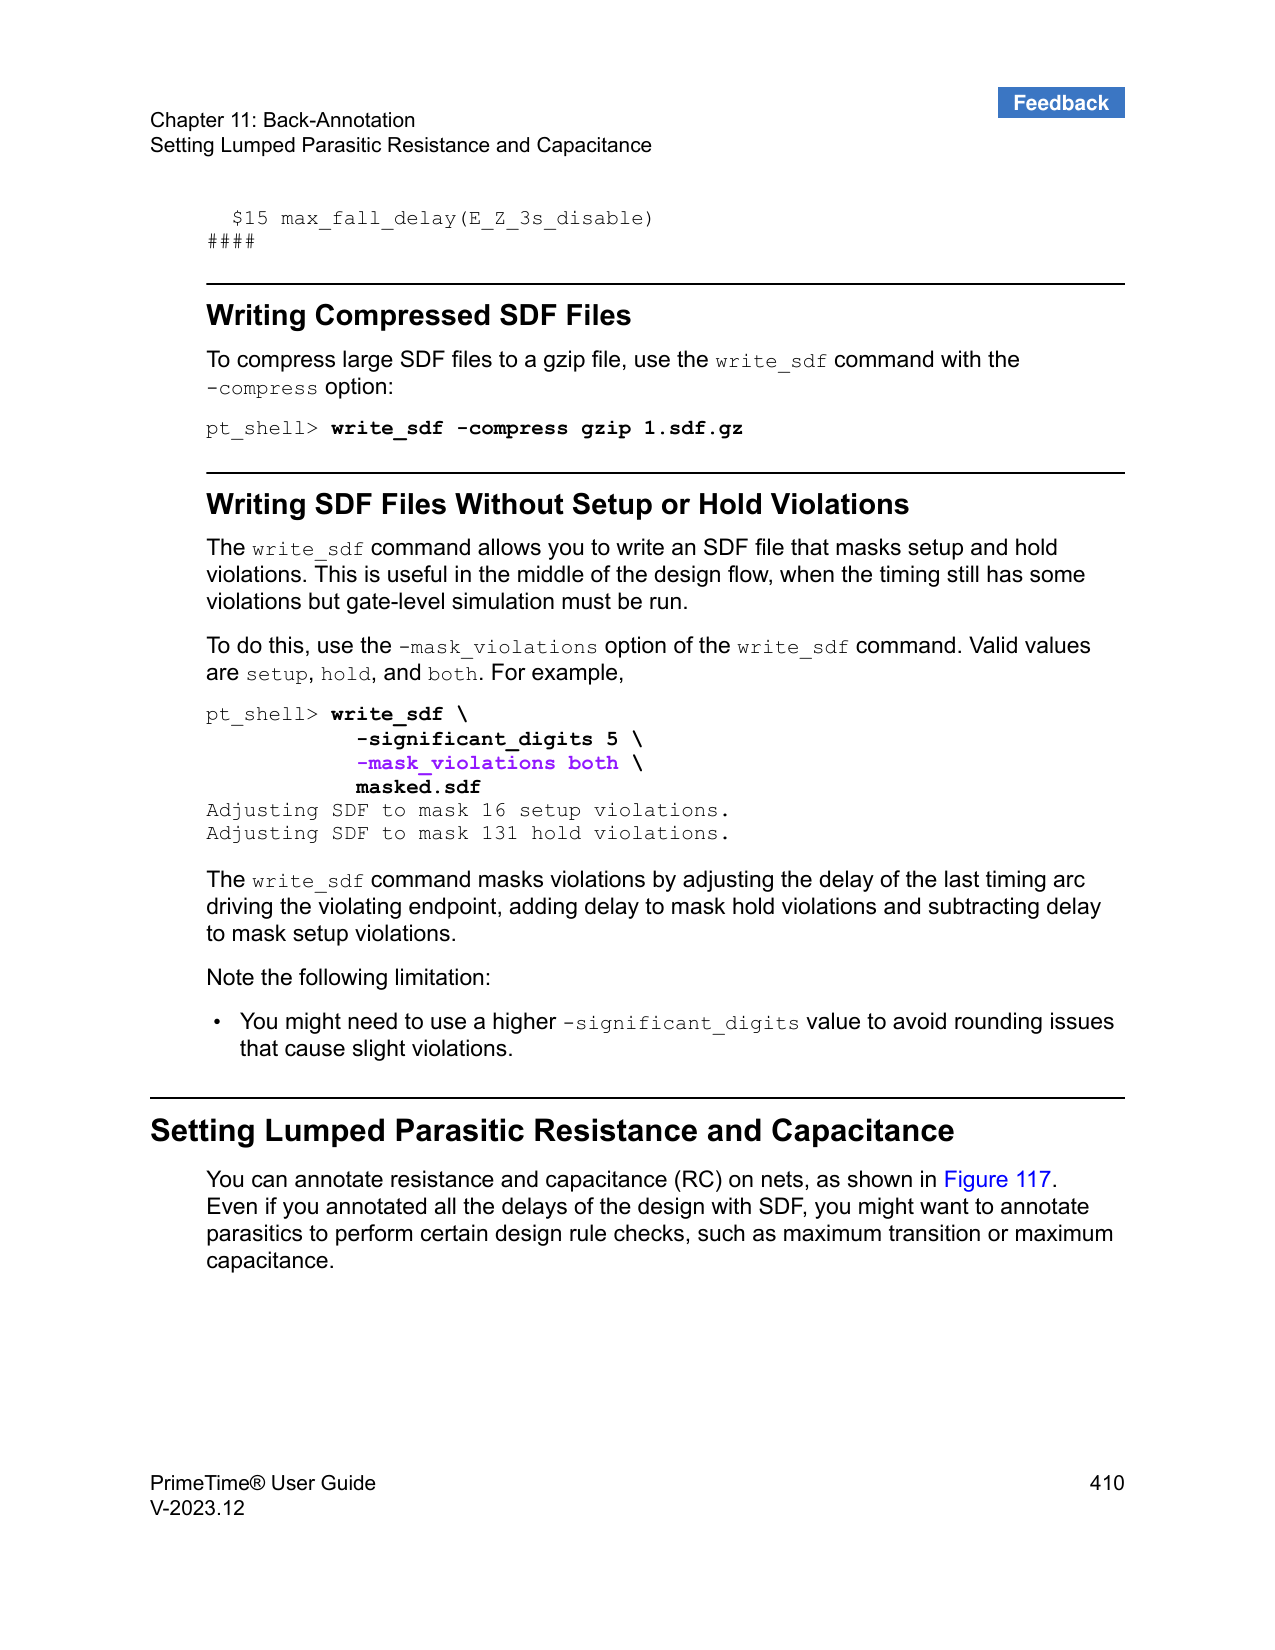 Feedback
Chapter 11: Back-Annotation
Setting Lumped Parasitic Resistance and Capacitance
$15 max_fall_delay(E_Z_3s_disable)
####
Writing Compressed SDF Files
To compress large SDF files to a gzip file, use the write_sdf command with the
-compress option:
pt_shell> write_sdf -compress gzip 1.sdf.gz
Writing SDF Files Without Setup or Hold Violations
The write_sdf command allows you to write an SDF file that masks setup and hold
violations. This is useful in the middle of the design flow, when the timing still has some
violations but gate-level simulation must be run.
To do this, use the -mask_violations option of the write_sdf command. Valid values
are setup, hold, and both. For example,
pt_shell> write_sdf \
-significant_digits 5 \
-mask_violations both \
masked.sdf
Adjusting SDF to mask 16 setup violations.
Adjusting SDF to mask 131 hold violations.
The write_sdf command masks violations by adjusting the delay of the last timing arc
driving the violating endpoint, adding delay to mask hold violations and subtracting delay
to mask setup violations.
Note the following limitation:
• You might need to use a higher -significant_digits value to avoid rounding issues
that cause slight violations.
Setting Lumped Parasitic Resistance and Capacitance
You can annotate resistance and capacitance (RC) on nets, as shown in Figure 117.
Even if you annotated all the delays of the design with SDF, you might want to annotate
parasitics to perform certain design rule checks, such as maximum transition or maximum
capacitance.
PrimeTime® User Guide
410
V-2023.12